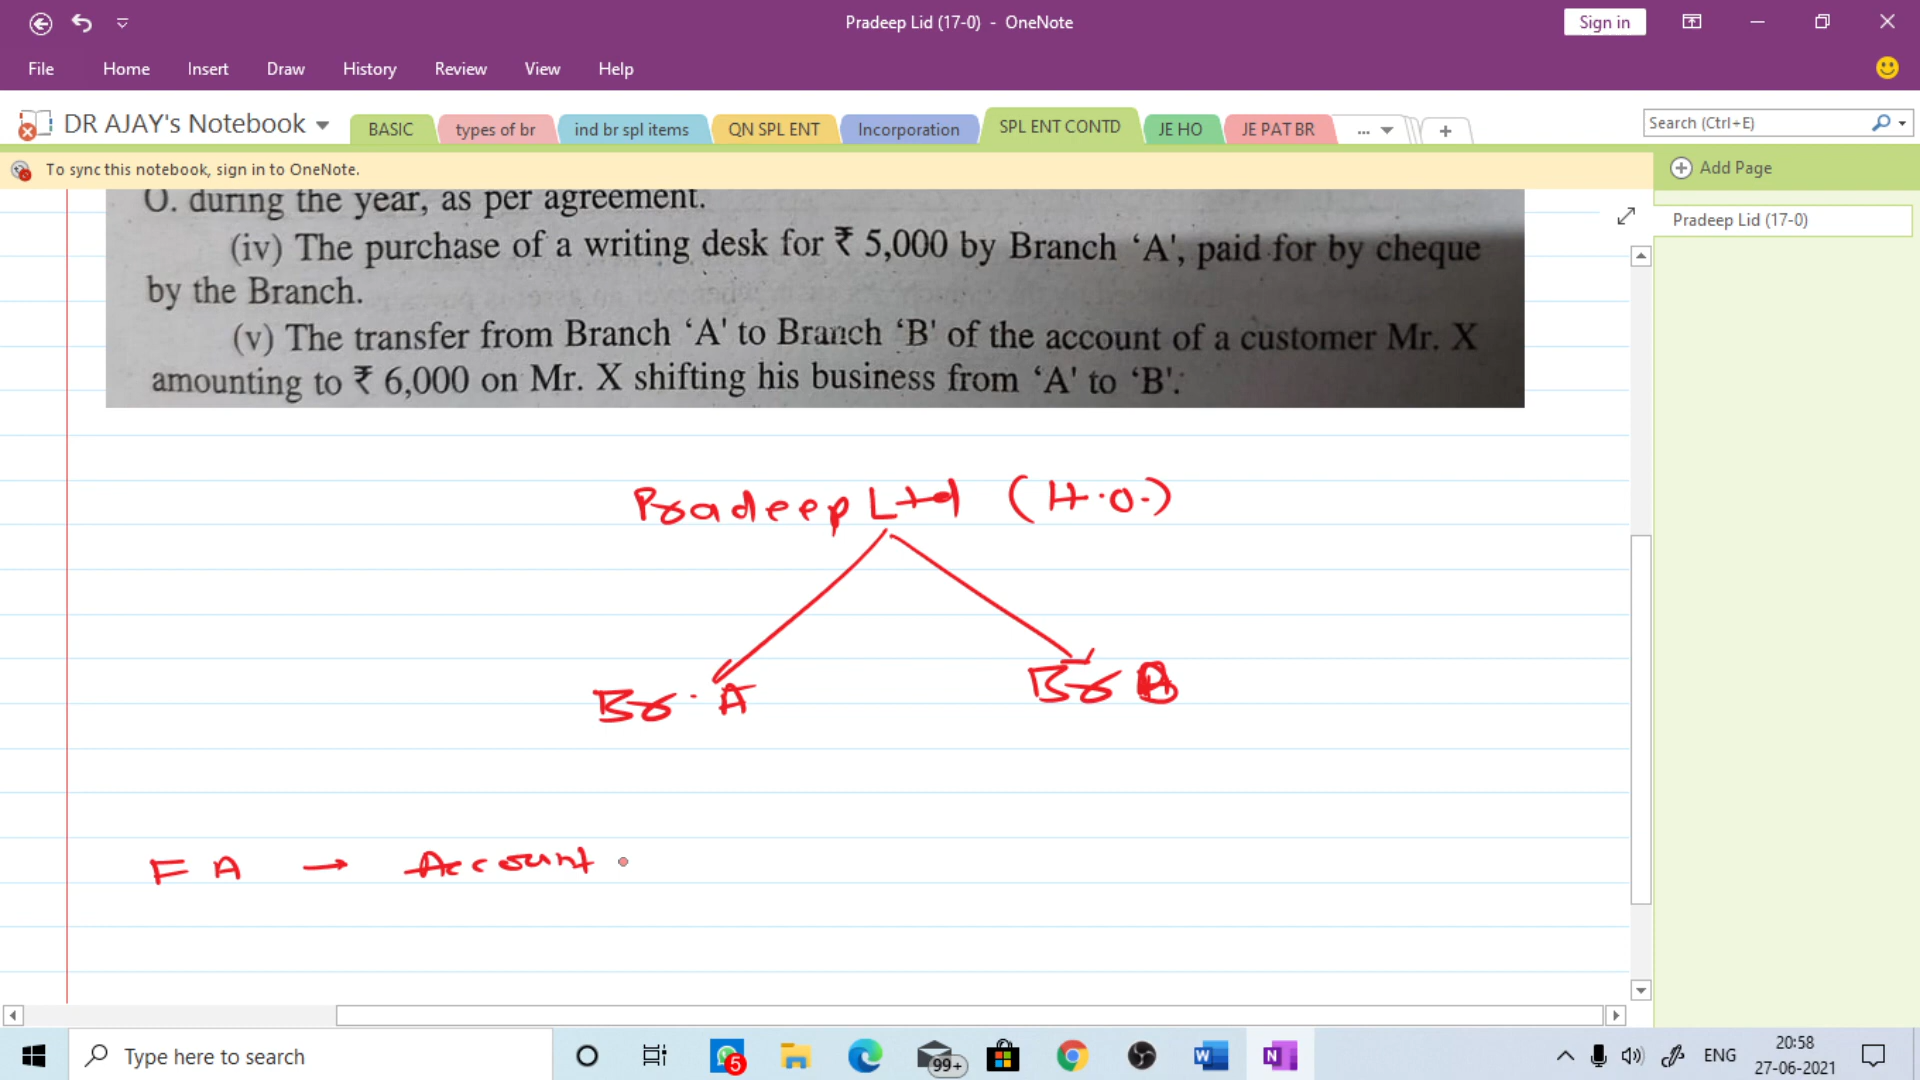 Pradeep Lid (17-0) - OneNote
Sign in
File Home Insert Draw History Review View Help
DR AJAY's Notebook
BASIC types of br ind br spl items QN SPL ENT Incorporation SPL ENT CONTD JE HO JE PAT BR ...
Search (Ctrl+E)
To sync this notebook, sign in to OneNote.
Add Page
Pradeep Lid (17-0)
O. during the year, as per agreement.
(iv) The purchase of a writing desk for ₹ 5,000 by Branch ‘A', paid for by cheque
by the Branch.
(v) The transfer from Branch ‘A' to Branch ‘B' of the account of a customer Mr. X
amounting to ₹ 6,000 on Mr. X shifting his business from ‘A' to ‘B'.
Pradeep Ltd (H.O.)
Br. A Br B
F A → Account
Type here to search
5
99+
ENG
20:58
27-06-2021